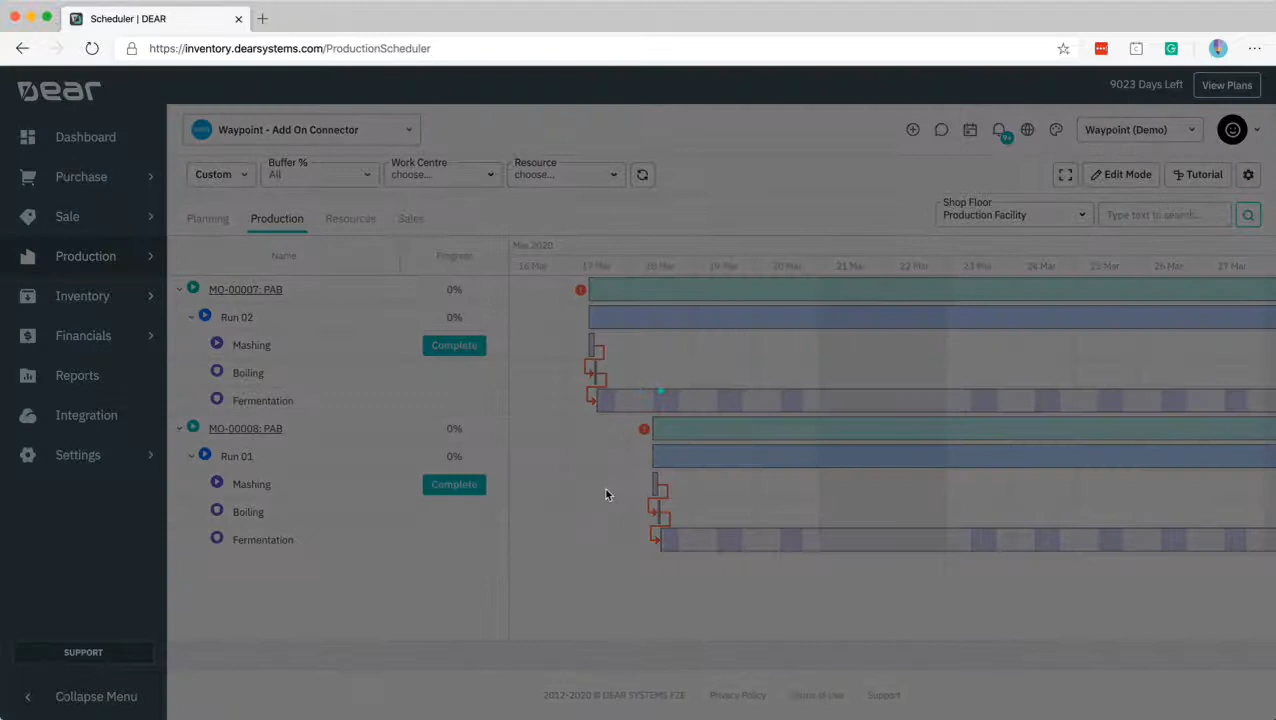 Scheduler | DEAR
https://inventory.dearsystems.com/ProductionScheduler
DEAR
9023 Days Left
View Plans
Dashboard
Purchase
Sale
Production
Inventory
Financials
Reports
Integration
Settings
SUPPORT
Collapse Menu
Waypoint - Add On Connector
9+
Waypoint (Demo)
Custom
Buffer %
All
Work Centre
choose...
Resource
choose...
Edit Mode
Tutorial
Planning
Production
Resources
Sales
Shop Floor
Production Facility
Type text to search...
Name
Progress
Mar 2020
16 Mar 17 Mar 18 Mar 19 Mar 20 Mar 21 Mar 22 Mar 23 Mar 24 Mar 25 Mar 26 Mar 27 Mar
MO-00007: PAB 0%
Run 02 0%
Mashing Complete
Boiling
Fermentation
MO-00008: PAB 0%
Run 01 0%
Mashing Complete
Boiling
Fermentation
2012-2020 © DEAR SYSTEMS FZE Privacy Policy Terms of Use Support